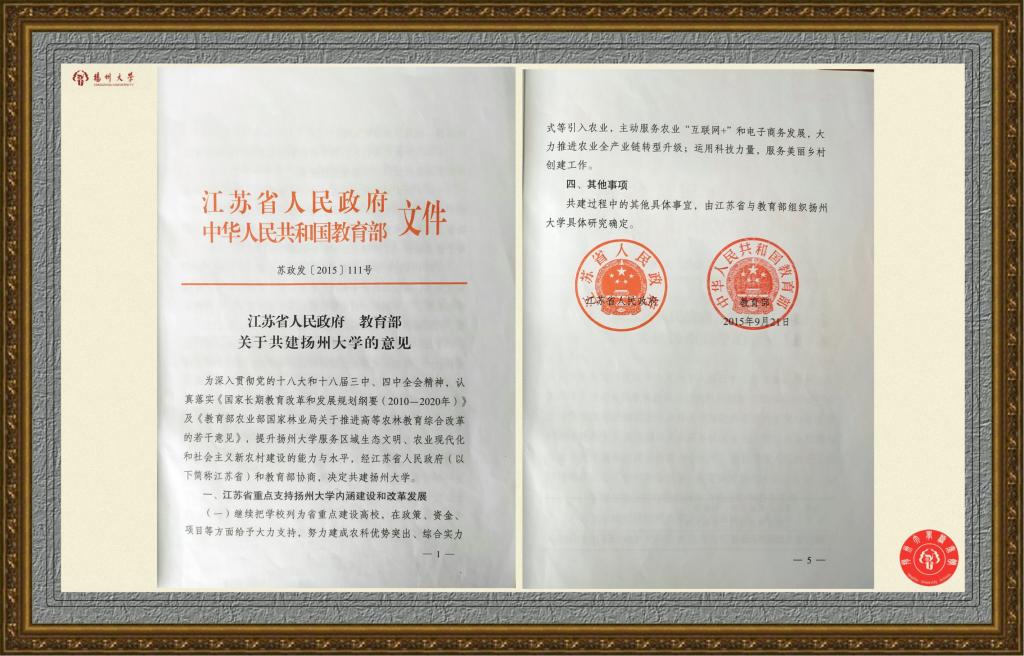 扬州大学
YANGZHOU UNIVERSITY
江苏省人民政府
中华人民共和国教育部
文件
苏政发〔2015〕111号
江苏省人民政府 教育部
关于共建扬州大学的意见
为深入贯彻党的十八大和十八届三中、四中全会精神，认
真落实《国家长期教育改革和发展规划纲要（2010—2020年）》
及《教育部农业部国家林业局关于推进高等农林教育综合改革
的若干意见》，提升扬州大学服务区域生态文明、农业现代化
和社会主义新农村建设的能力与水平，经江苏省人民政府（以
下简称江苏省）和教育部协商，决定共建扬州大学。
一、江苏省重点支持扬州大学内涵建设和改革发展
（一）继续把学校列为省重点建设高校，在政策、资金、
项目等方面给予大力支持，努力建成农科优势突出、综合实力
— 1 —
式等引入农业，主动服务农业“互联网+”和电子商务发展，大
力推进农业全产业链转型升级；运用科技力量，服务美丽乡村
创建工作。
四、其他事项
共建过程中的其他具体事宜，由江苏省与教育部组织扬州
大学具体研究确定。
江苏省人民政府
中华人民共和国教育部
江苏省人民政府
教育部
2015年9月21日
— 5 —